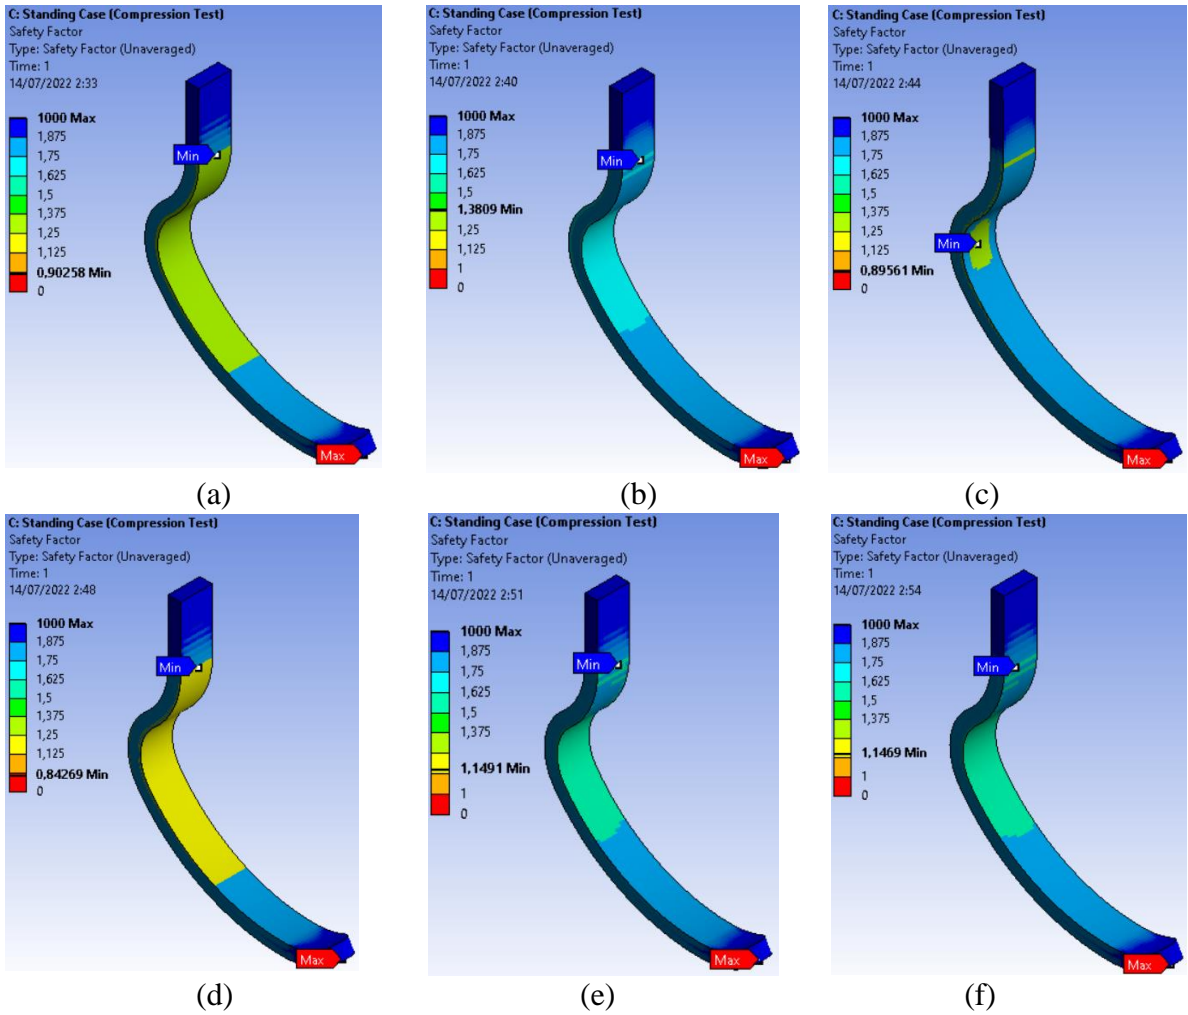 C: Standing Case (Compression Test)
Safety Factor
Type: Safety Factor (Unaveraged)
Time: 1
14/07/2022 2:33
1000 Max
1,875
1,75
1,625
1,5
1,375
1,25
1,125
0,90258 Min
0
Min
Max
(a)
C: Standing Case (Compression Test)
Safety Factor
Type: Safety Factor (Unaveraged)
Time: 1
14/07/2022 2:40
1000 Max
1,875
1,75
1,625
1,5
1,3809 Min
1,25
1,125
1
0
Min
Max
(b)
C: Standing Case (Compression Test)
Safety Factor
Type: Safety Factor (Unaveraged)
Time: 1
14/07/2022 2:44
1000 Max
1,875
1,75
1,625
1,5
1,375
1,25
1,125
0,89561 Min
0
Min
Max
(c)
C: Standing Case (Compression Test)
Safety Factor
Type: Safety Factor (Unaveraged)
Time: 1
14/07/2022 2:48
1000 Max
1,875
1,75
1,625
1,5
1,375
1,25
1,125
0,84269 Min
0
Min
Max
(d)
C: Standing Case (Compression Test)
Safety Factor
Type: Safety Factor (Unaveraged)
Time: 1
14/07/2022 2:51
1000 Max
1,875
1,75
1,625
1,5
1,375
1,1491 Min
1
0
Min
Max
(e)
C: Standing Case (Compression Test)
Safety Factor
Type: Safety Factor (Unaveraged)
Time: 1
14/07/2022 2:54
1000 Max
1,875
1,75
1,625
1,5
1,375
1,1469 Min
1
0
Min
Max
(f)